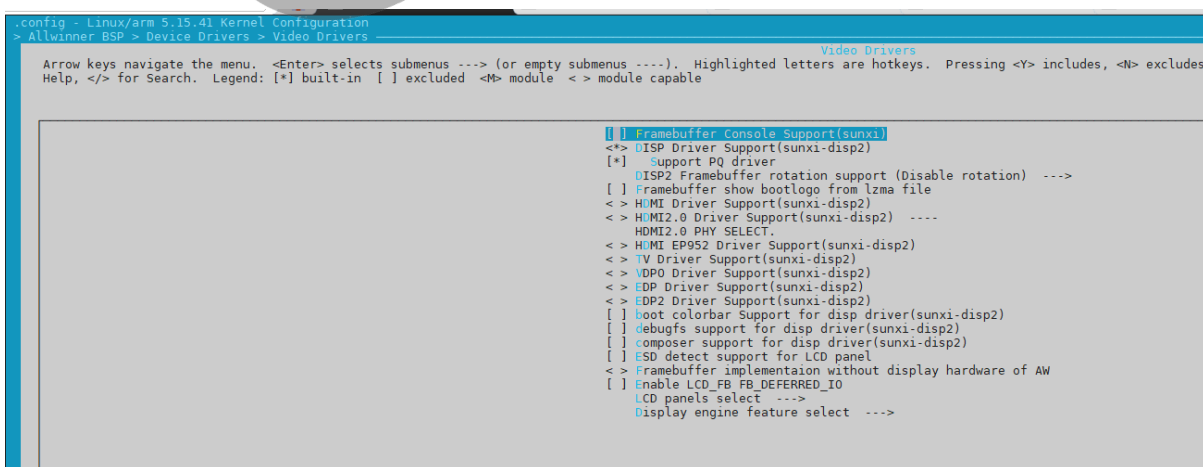 .config - Linux/arm 5.15.41 Kernel Configuration
> Allwinner BSP > Device Drivers > Video Drivers
Video Drivers
Arrow keys navigate the menu.  <Enter> selects submenus ---> (or empty submenus ----).  Highlighted letters are hotkeys.  Pressing <Y> includes, <N> excludes
Help, </> for Search.  Legend: [*] built-in  [ ] excluded  <M> module  < > module capable
[ ] Framebuffer Console Support(sunxi)
<*> DISP Driver Support(sunxi-disp2)
[*]   Support PQ driver
DISP2 Framebuffer rotation support (Disable rotation)  --->
[ ] Framebuffer show bootlogo from lzma file
< > HDMI Driver Support(sunxi-disp2)
< > HDMI2.0 Driver Support(sunxi-disp2)  ----
HDMI2.0 PHY SELECT.
< > HDMI EP952 Driver Support(sunxi-disp2)
< > TV Driver Support(sunxi-disp2)
< > VDPO Driver Support(sunxi-disp2)
< > EDP Driver Support(sunxi-disp2)
< > EDP2 Driver Support(sunxi-disp2)
[ ] boot colorbar Support for disp driver(sunxi-disp2)
[ ] debugfs support for disp driver(sunxi-disp2)
[ ] composer support for disp driver(sunxi-disp2)
[ ] ESD detect support for LCD panel
< > Framebuffer implementaion without display hardware of AW
[ ] Enable LCD_FB FB_DEFERRED_IO
LCD panels select  --->
Display engine feature select  --->